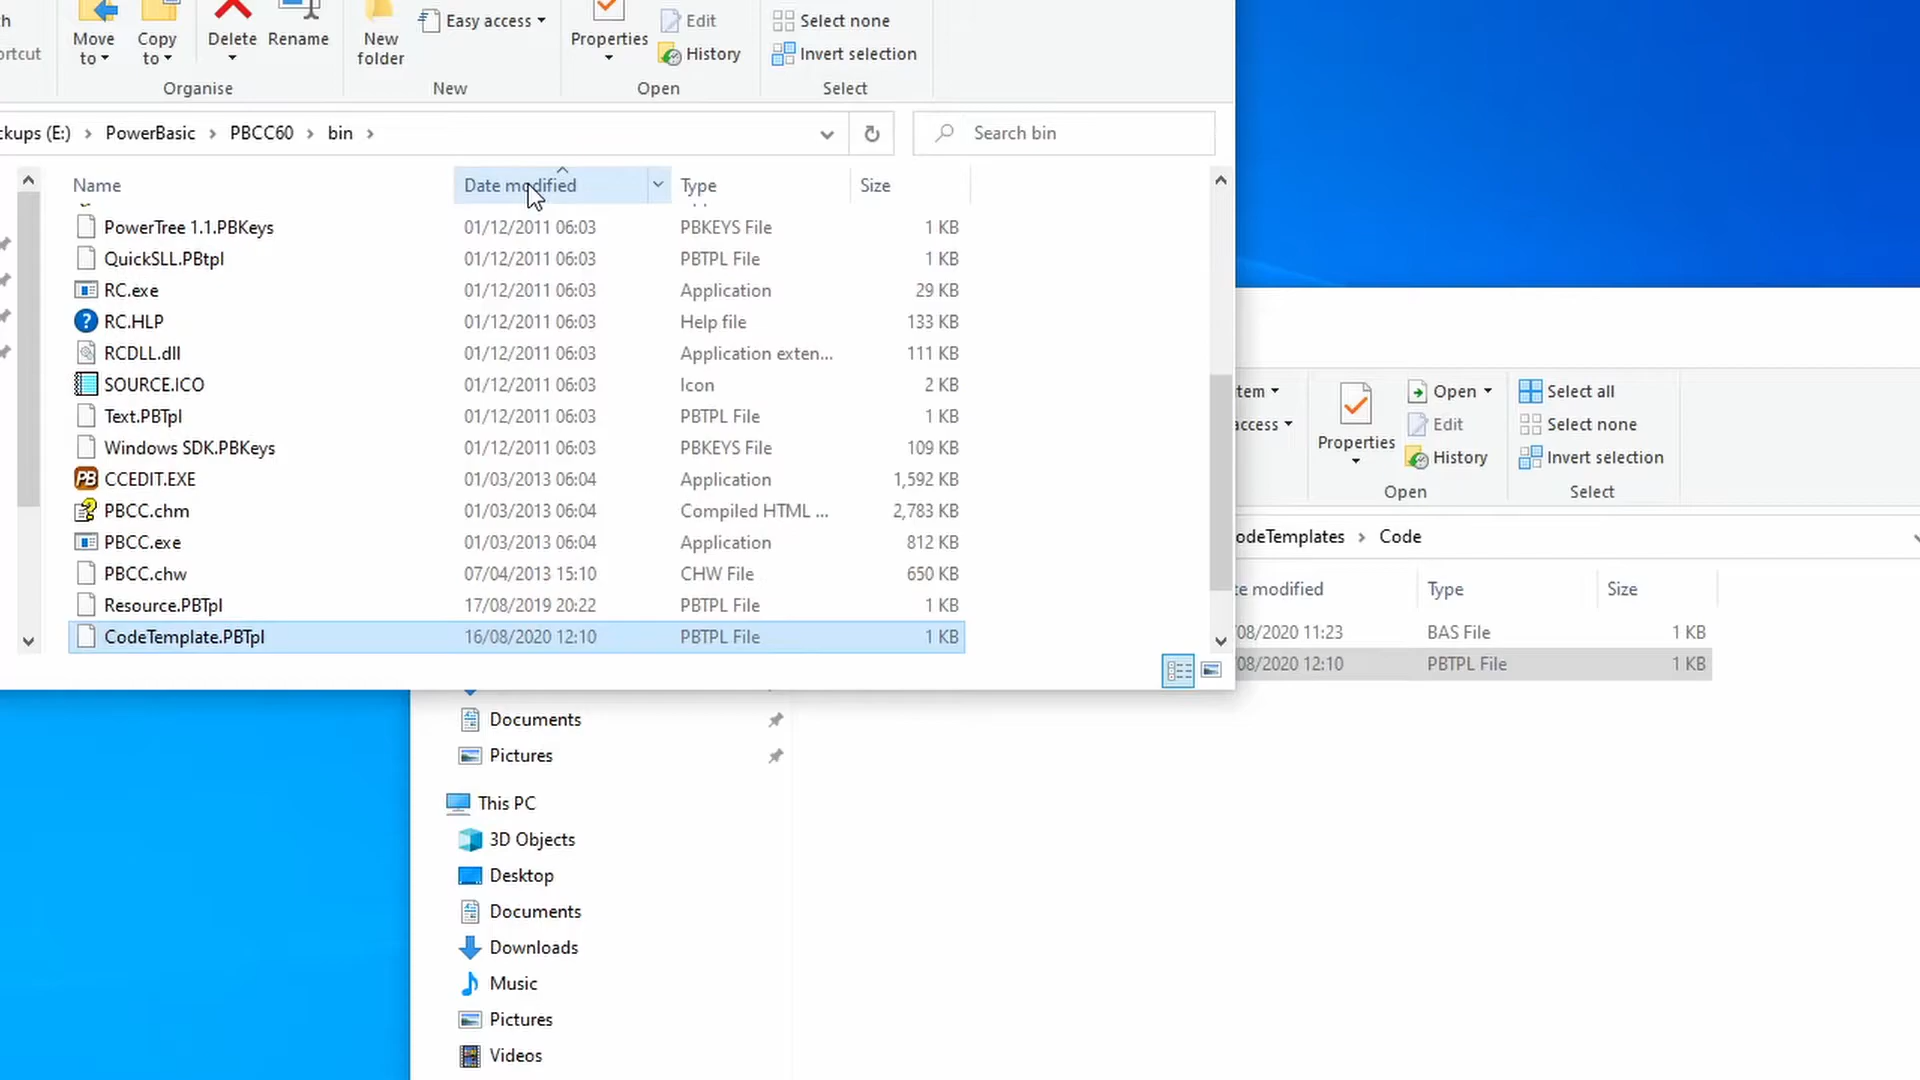 Easy access
Edit
Select none
Move to
Copy to
Delete
Rename
New folder
Properties
History
Invert selection
Organise
New
Open
Select
ckups (E:) › PowerBasic › PBCC60 › bin ›
Search bin
Name Date modified Type Size
PowerTree 1.1.PBKeys 01/12/2011 06:03 PBKEYS File 1 KB
QuickSLL.PBtpl 01/12/2011 06:03 PBTPL File 1 KB
RC.exe 01/12/2011 06:03 Application 29 KB
RC.HLP 01/12/2011 06:03 Help file 133 KB
RCDLL.dll 01/12/2011 06:03 Application exten... 111 KB
SOURCE.ICO 01/12/2011 06:03 Icon 2 KB
Text.PBTpl 01/12/2011 06:03 PBTPL File 1 KB
Windows SDK.PBKeys 01/12/2011 06:03 PBKEYS File 109 KB
CCEDIT.EXE 01/03/2013 06:04 Application 1,592 KB
PBCC.chm 01/03/2013 06:04 Compiled HTML ... 2,783 KB
PBCC.exe 01/03/2013 06:04 Application 812 KB
PBCC.chw 07/04/2013 15:10 CHW File 650 KB
Resource.PBTpl 17/08/2019 20:22 PBTPL File 1 KB
CodeTemplate.PBTpl 16/08/2020 12:10 PBTPL File 1 KB
tem
access
Properties
Open
Edit
History
Select all
Select none
Invert selection
Open
Select
odeTemplates › Code
te modified Type Size
08/2020 11:23 BAS File 1 KB
08/2020 12:10 PBTPL File 1 KB
Documents
Pictures
This PC
3D Objects
Desktop
Documents
Downloads
Music
Pictures
Videos